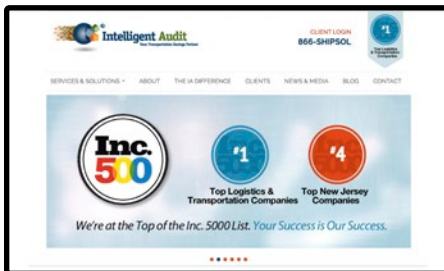 Intelligent Audit
Your Transportation Savings Partner
CLIENT LOGIN
866-SHIPSOL
#1
Top Logistics
& Transportation
Companies
SERVICES & SOLUTIONS
ABOUT
THE IA DIFFERENCE
CLIENTS
NEWS & MEDIA
BLOG
CONTACT
Inc.
500
#1
Top Logistics &
Transportation Companies
#4
Top New Jersey
Companies
We're at the Top of the Inc. 5000 List. Your Success is Our Success.